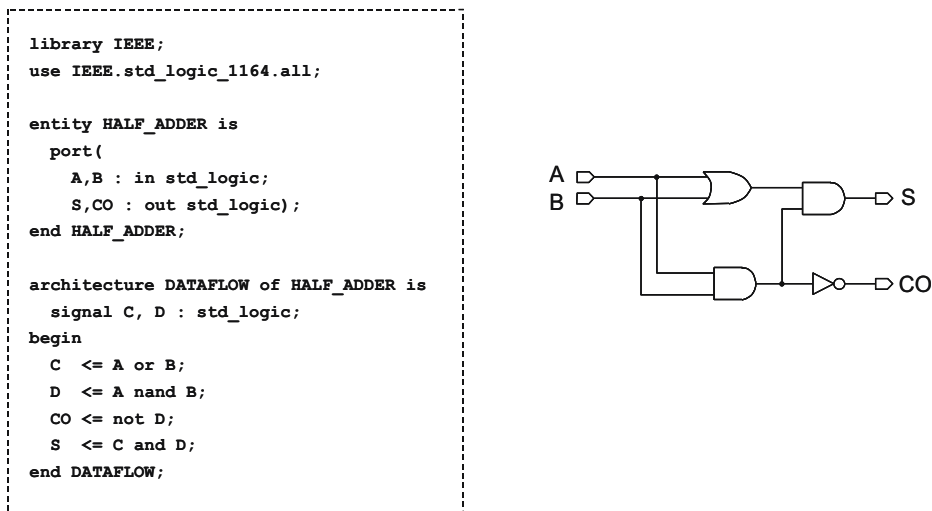 library IEEE;
use IEEE.std_logic_1164.all;
entity HALF_ADDER is
port(
A,B : in std_logic;
S,CO : out std_logic);
end HALF_ADDER;
architecture DATAFLOW of HALF_ADDER is
signal C, D : std_logic;
begin
C <= A or B;
D <= A nand B;
CO <= not D;
S <= C and D;
end DATAFLOW;
A
B
S
CO